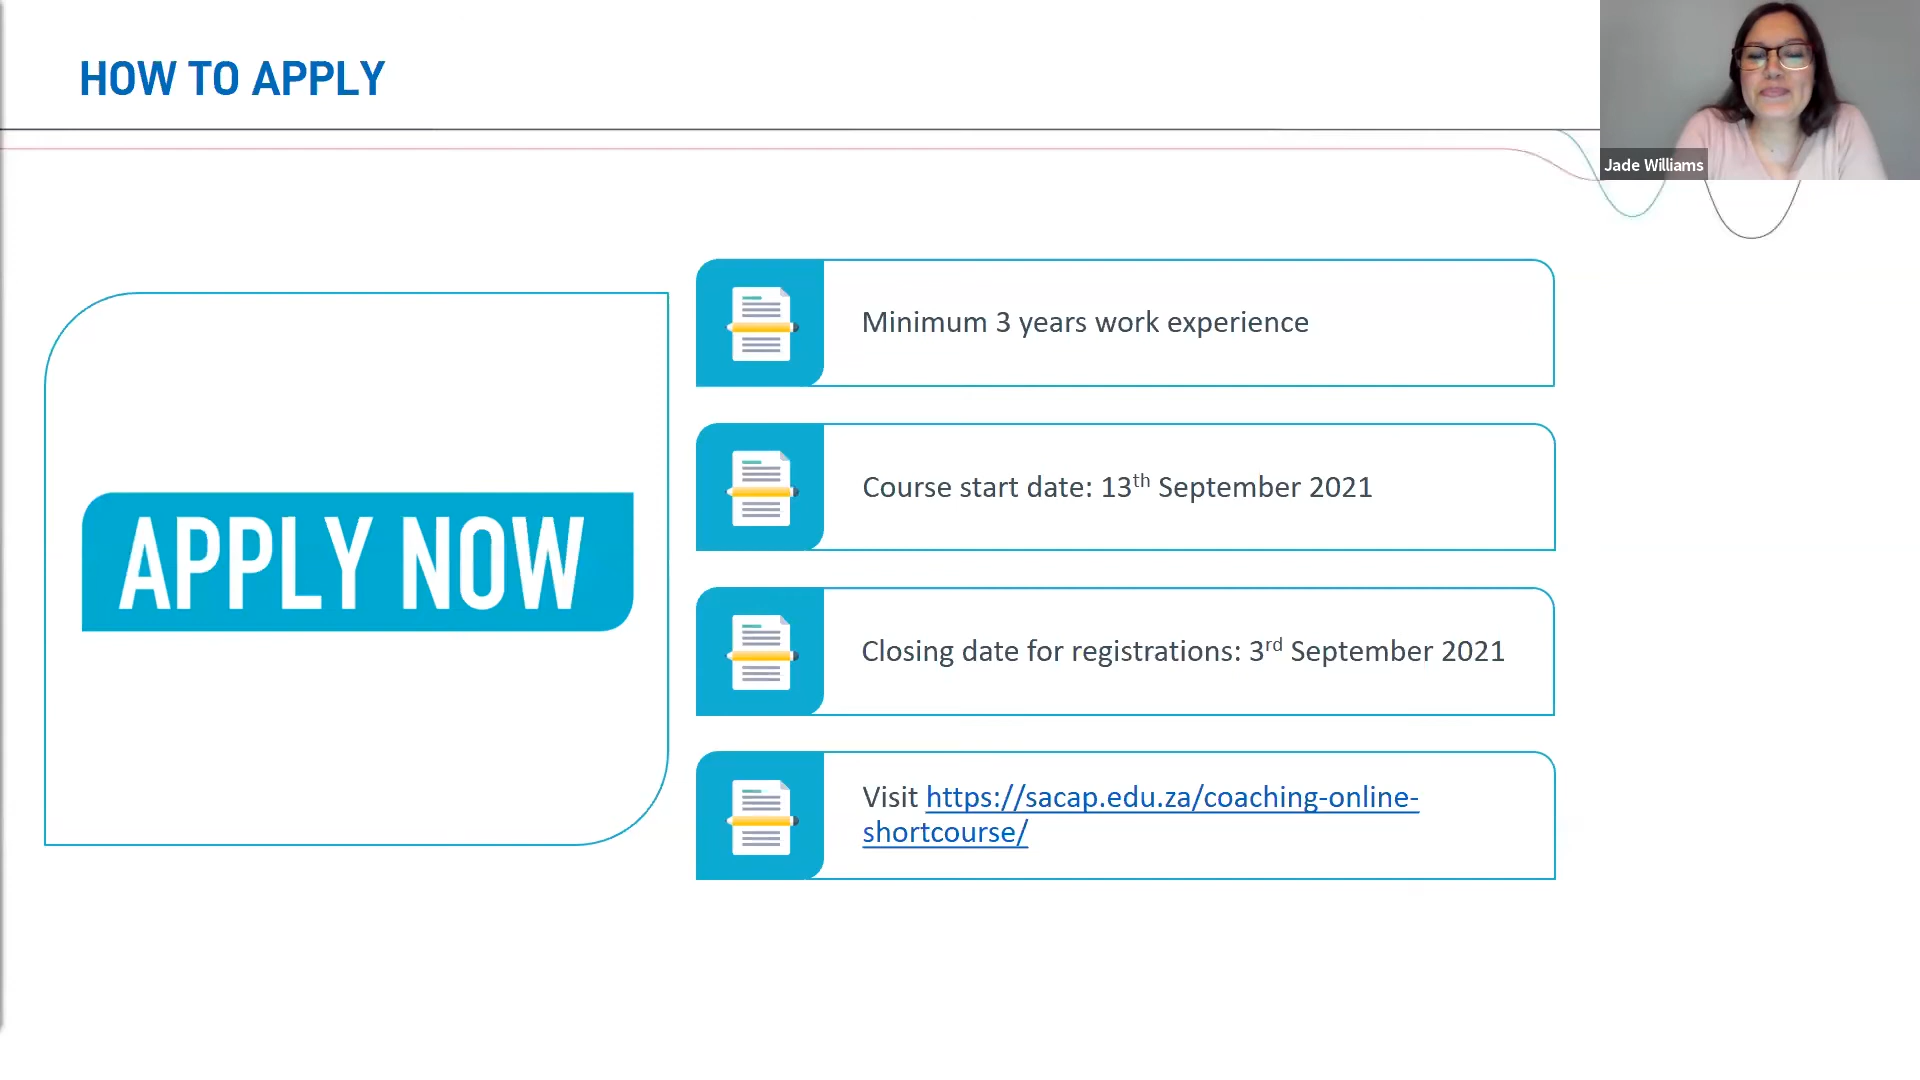 HOW TO APPLY
Jade Williams
APPLY NOW
Minimum 3 years work experience
Course start date: 13th September 2021
Closing date for registrations: 3rd September 2021
Visit https://sacap.edu.za/coaching-online-
shortcourse/